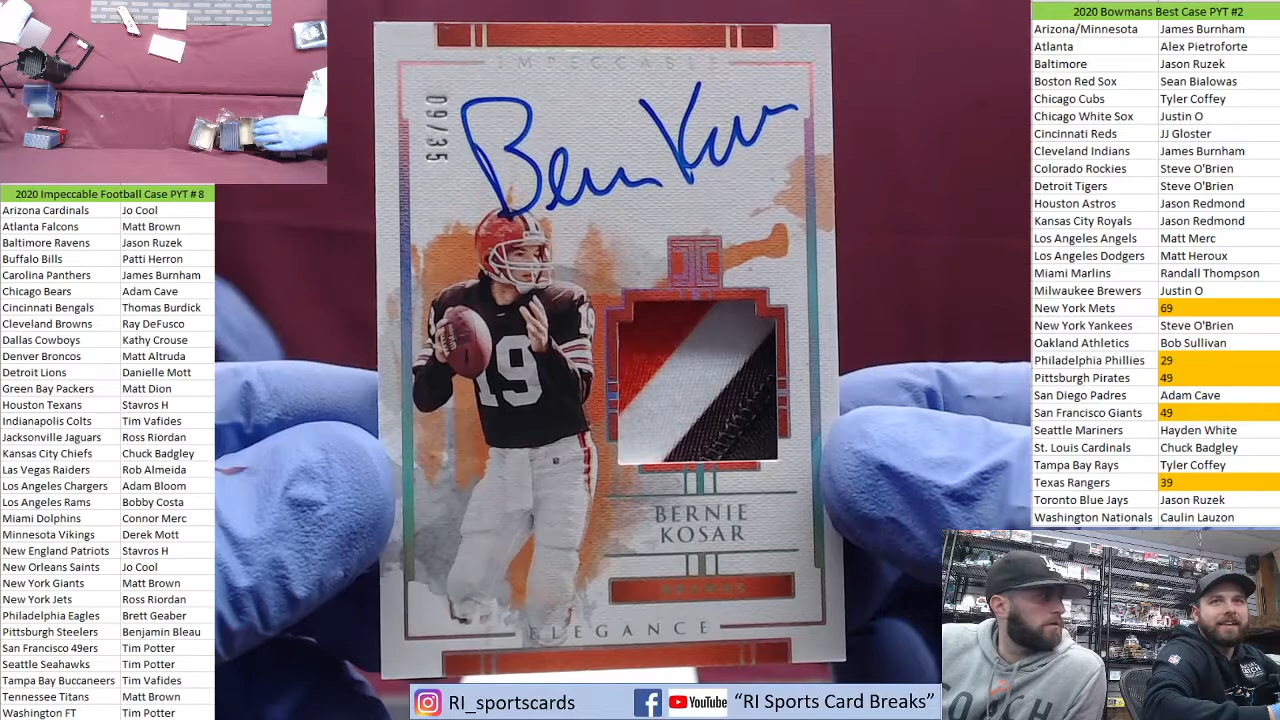 2020 Impeccable Football Case PYT # 8
Arizona Cardinals Jo Cool
Atlanta Falcons Matt Brown
Baltimore Ravens Jason Ruzek
Buffalo Bills Patti Herron
Carolina Panthers James Burnham
Chicago Bears Adam Cave
Cincinnati Bengals Thomas Burdick
Cleveland Browns Ray DeFusco
Dallas Cowboys Kathy Crouse
Denver Broncos Matt Altruda
Detroit Lions Danielle Mott
Green Bay Packers Matt Dion
Houston Texans Stavros H
Indianapolis Colts Tim Vafides
Jacksonville Jaguars Ross Riordan
Kansas City Chiefs Chuck Badgley
Las Vegas Raiders Rob Almeida
Los Angeles Chargers Adam Bloom
Los Angeles Rams Bobby Costa
Miami Dolphins Connor Merc
Minnesota Vikings Derek Mott
New England Patriots Stavros H
New Orleans Saints Jo Cool
New York Giants Matt Brown
New York Jets Ross Riordan
Philadelphia Eagles Brett Geaber
Pittsburgh Steelers Benjamin Bleau
San Francisco 49ers Tim Potter
Seattle Seahawks Tim Potter
Tampa Bay Buccaneers Tim Vafides
Tennessee Titans Matt Brown
Washington FT Tim Potter
IMPECCABLE
09/35
Bernie Kosar
19
BERNIE
KOSAR
BROWNS
ELEGANCE
RI_sportscards
YouTube
"RI Sports Card Breaks"
2020 Bowmans Best Case PYT #2
Arizona/Minnesota James Burnham
Atlanta Alex Pietroforte
Baltimore Jason Ruzek
Boston Red Sox Sean Bialowas
Chicago Cubs Tyler Coffey
Chicago White Sox Justin O
Cincinnati Reds JJ Gloster
Cleveland Indians James Burnham
Colorado Rockies Steve O'Brien
Detroit Tigers Steve O'Brien
Houston Astros Jason Redmond
Kansas City Royals Jason Redmond
Los Angeles Angels Matt Merc
Los Angeles Dodgers Matt Heroux
Miami Marlins Randall Thompson
Milwaukee Brewers Justin O
New York Mets 69
New York Yankees Steve O'Brien
Oakland Athletics Bob Sullivan
Philadelphia Phillies 29
Pittsburgh Pirates 49
San Diego Padres Adam Cave
San Francisco Giants 49
Seattle Mariners Hayden White
St. Louis Cardinals Chuck Badgley
Tampa Bay Rays Tyler Coffey
Texas Rangers 39
Toronto Blue Jays Jason Ruzek
Washington Nationals Caulin Lauzon